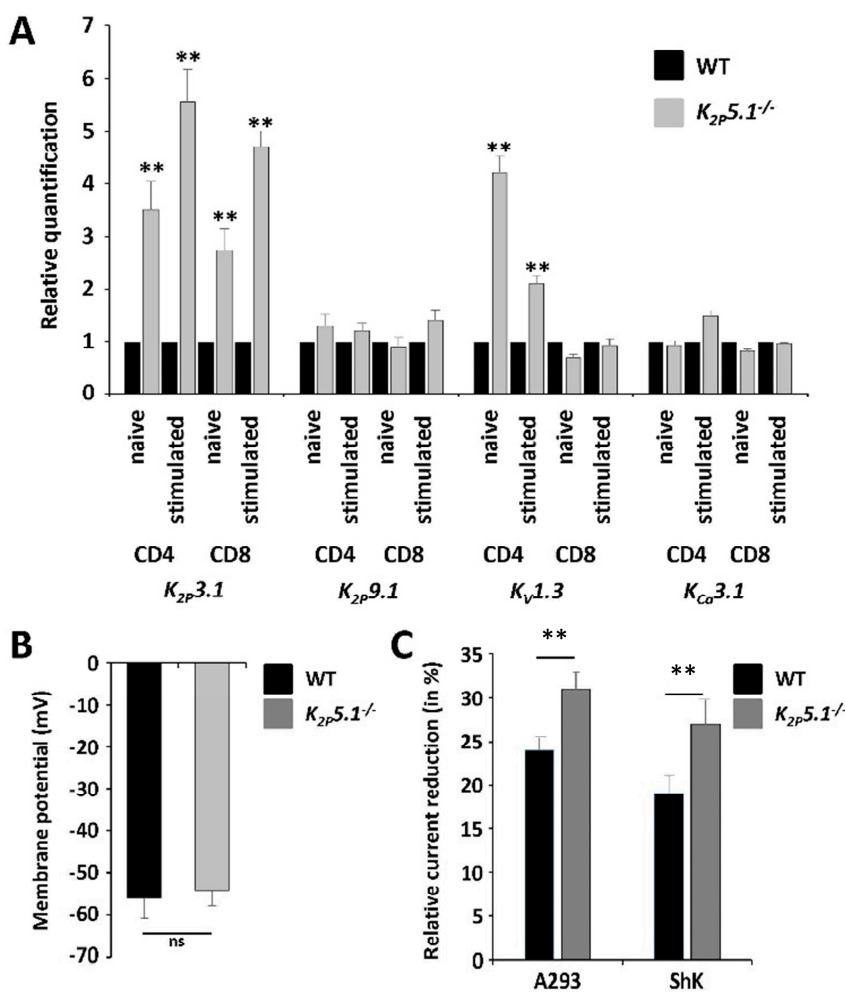 A
7
6
5
4
3
2
1
0
Relative quantification
WT
K2P5.1-/-
** ** ** ** ** **
naive stimulated naive stimulated naive stimulated naive stimulated naive stimulated naive stimulated naive stimulated naive stimulated
CD4 CD8 CD4 CD8 CD4 CD8 CD4 CD8
K2P3.1 K2P9.1 KV1.3 KCa3.1
B
0
-10
-20
-30
-40
-50
-60
-70
Membrane potential (mV)
WT
K2P5.1-/-
ns
C
35
30
25
20
15
10
5
0
Relative current reduction (in %)
** **
WT
K2P5.1-/-
A293 ShK